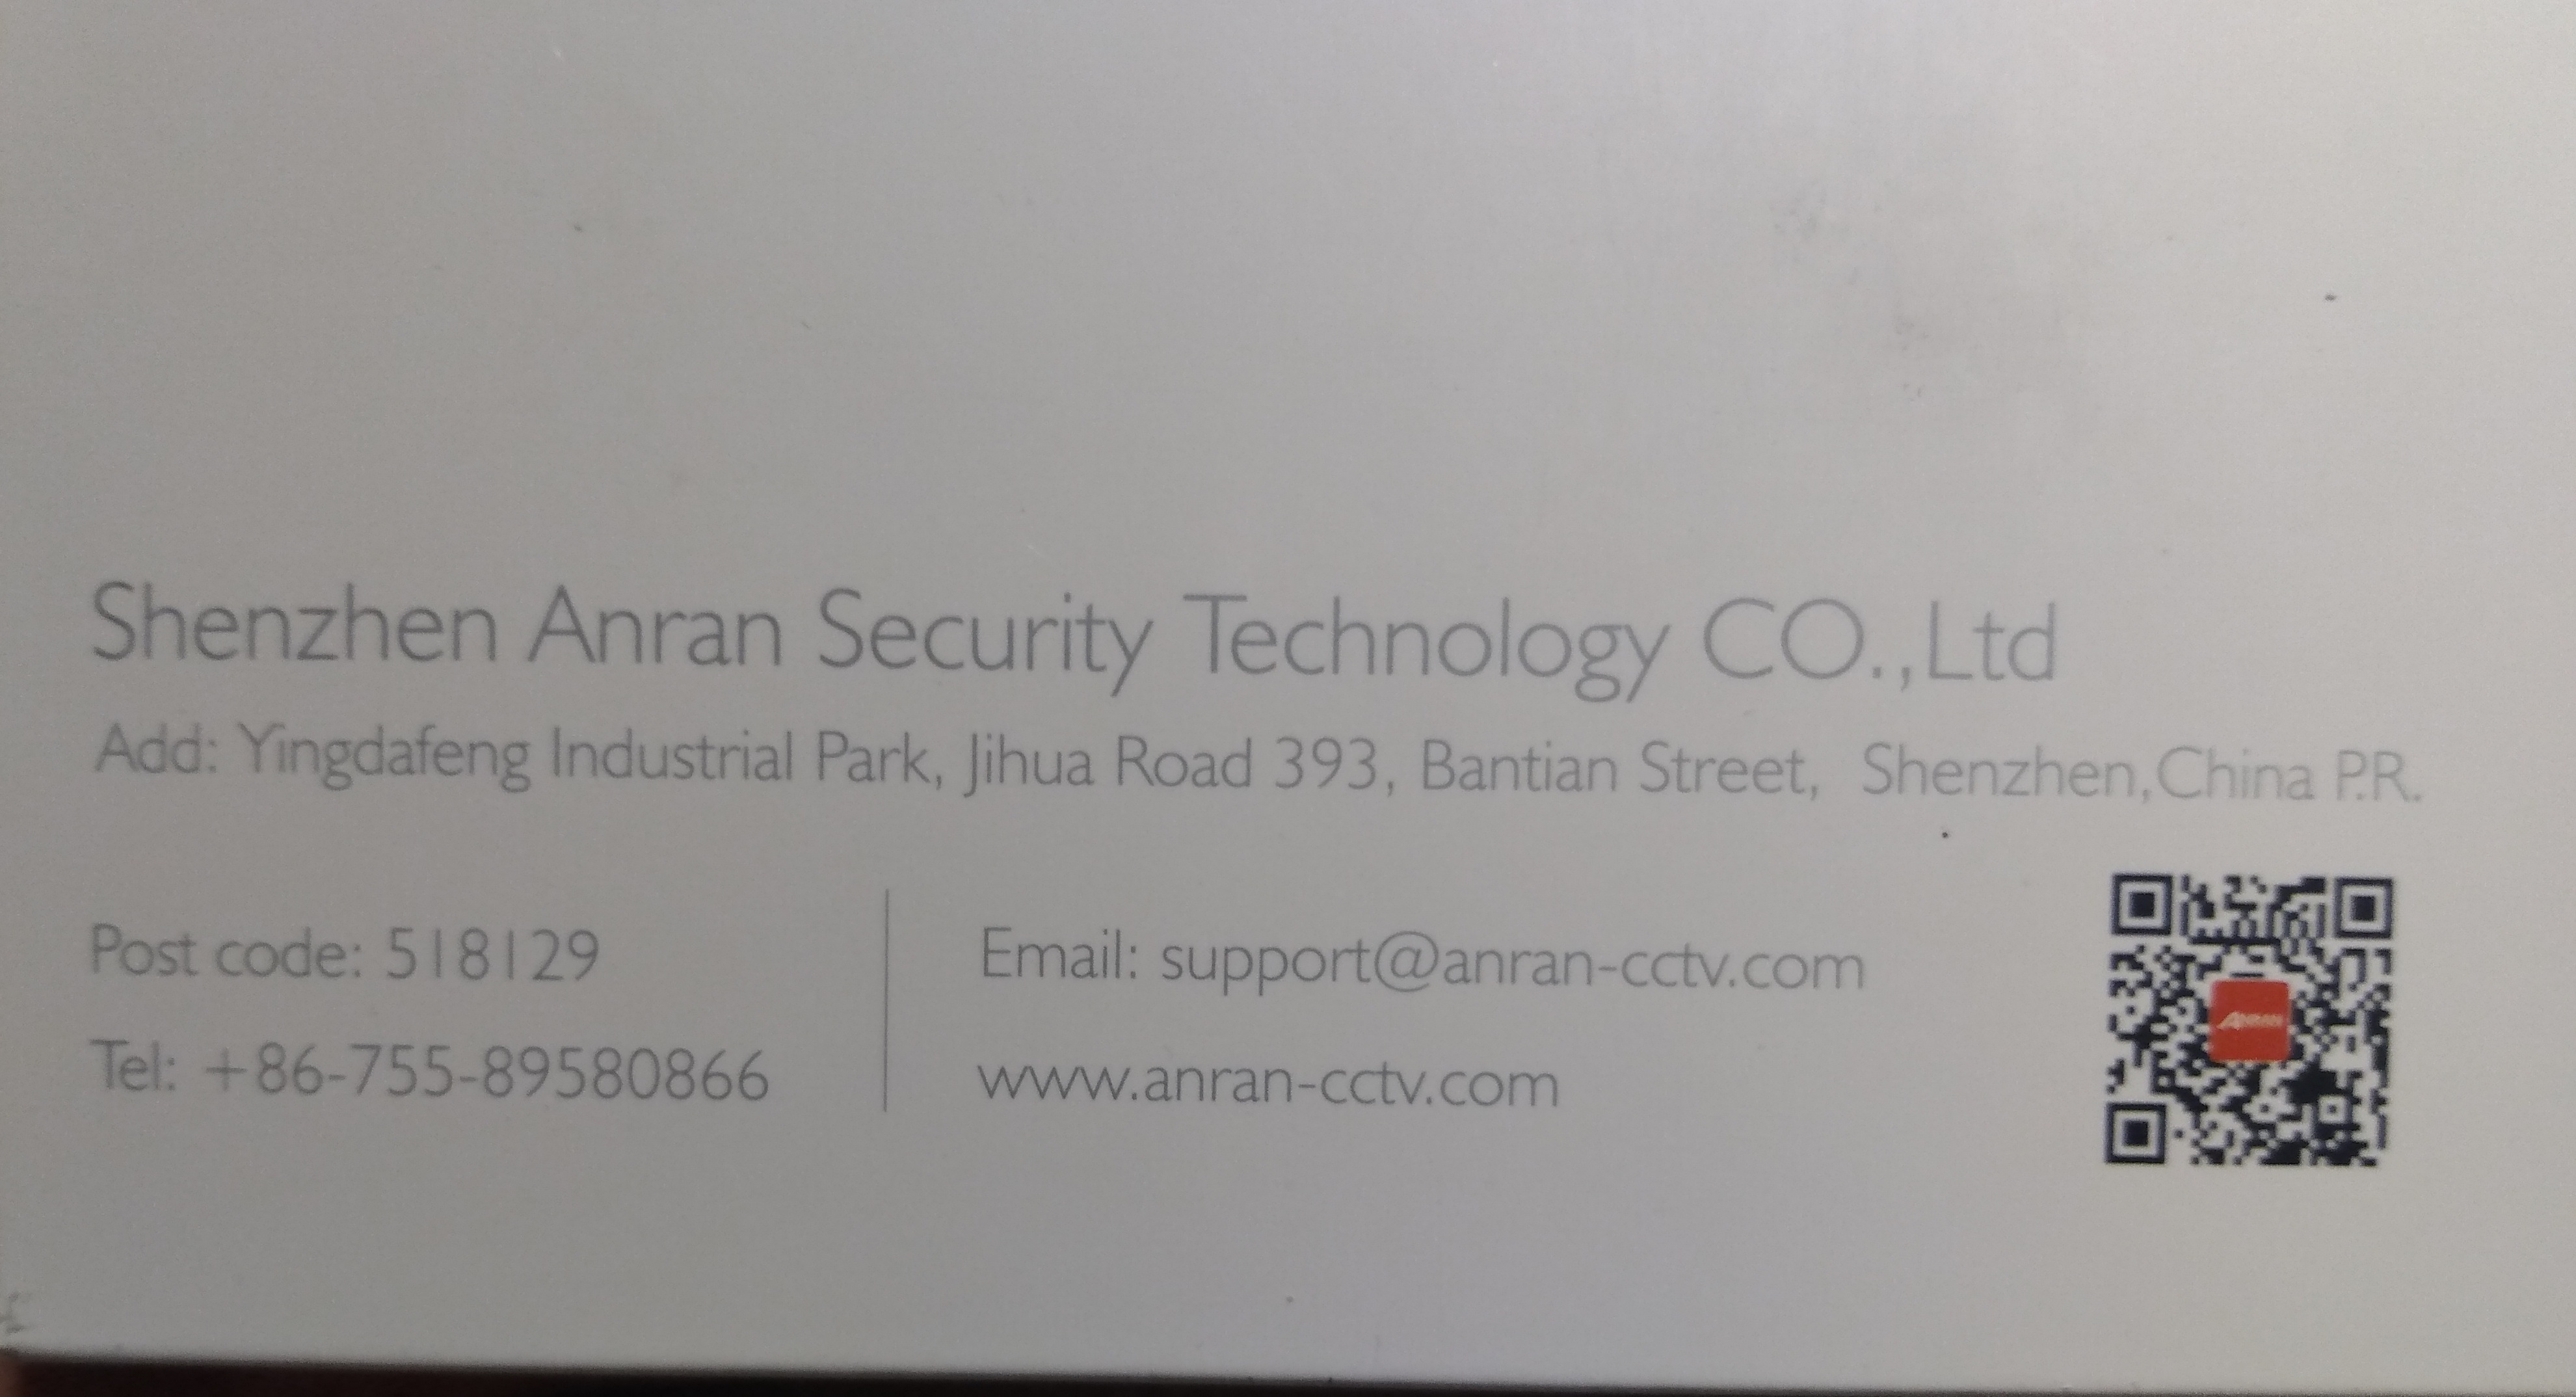 Shenzhen Anran Security Technology CO.,Ltd
Add: Yingdafeng Industrial Park, Jihua Road 393, Bantian Street, Shenzhen,China P.R.
Post code: 518129
Tel: +86-755-89580866
Email: support@anran-cctv.com
www.anran-cctv.com
ANRAN